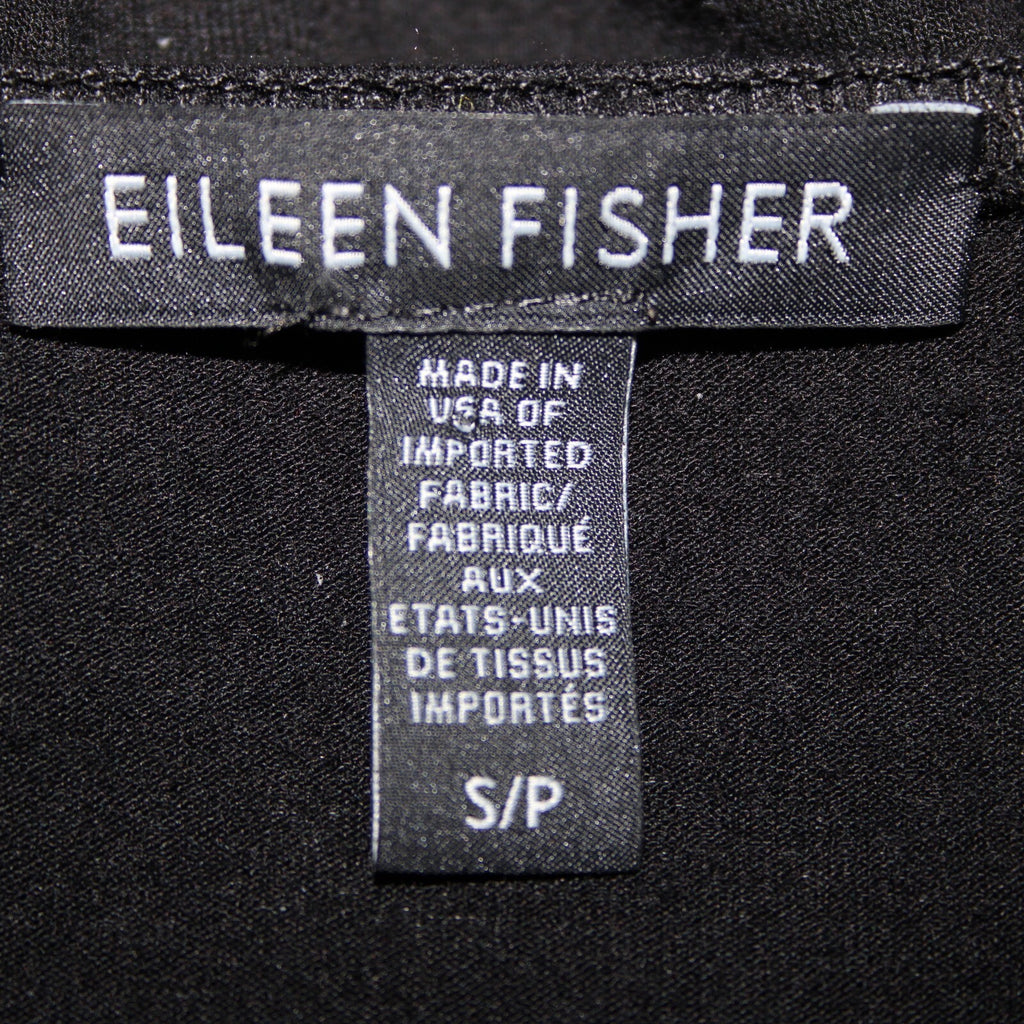 EILEEN FISHER
MADE IN
USA OF
IMPORTED
FABRIC/
FABRIQUÉ
AUX
ETATS-UNIS
DE TISSUS
IMPORTÉS
S/P